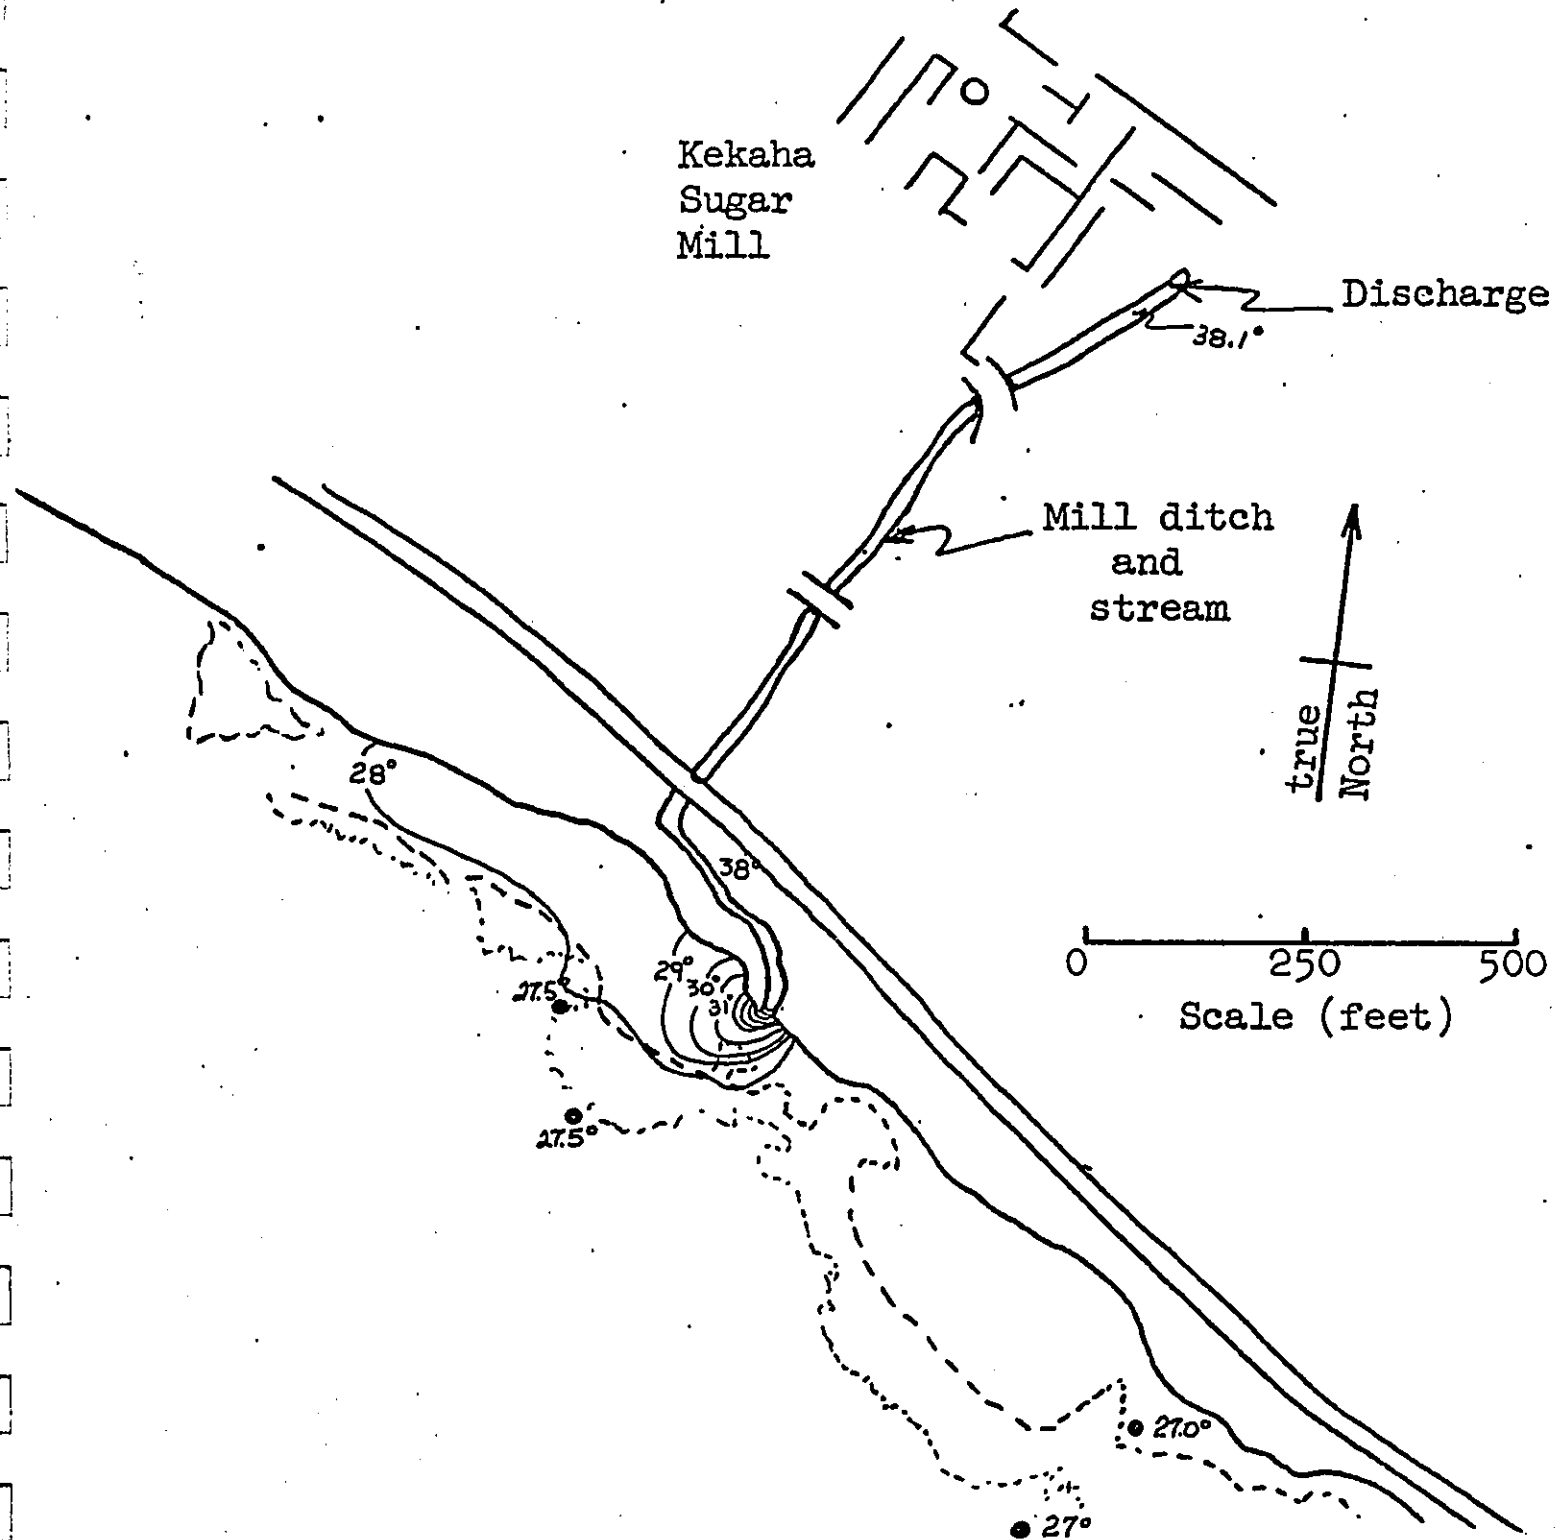 Kekaha
Sugar
Mill
Discharge
38.1°
Mill ditch
and
stream
true
North
28°
38°
0 250 500
Scale (feet)
29°
30°
31°
27.5°
27.5°
27.0°
27°